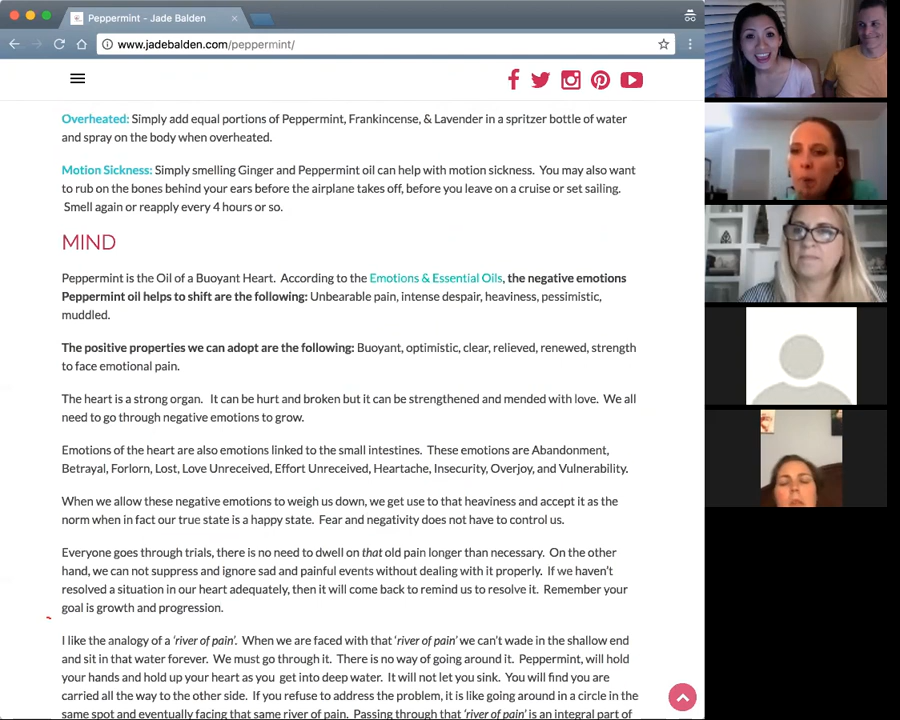 Peppermint - Jade Balden
www.jadebalden.com/peppermint/
Overheated: Simply add equal portions of Peppermint, Frankincense, & Lavender in a spritzer bottle of water
and spray on the body when overheated.
Motion Sickness: Simply smelling Ginger and Peppermint oil can help with motion sickness. You may also want
to rub on the bones behind your ears before the airplane takes off, before you leave on a cruise or set sailing.
Smell again or reapply every 4 hours or so.
MIND
Peppermint is the Oil of a Buoyant Heart. According to the Emotions & Essential Oils, the negative emotions
Peppermint oil helps to shift are the following: Unbearable pain, intense despair, heaviness, pessimistic,
muddled.
The positive properties we can adopt are the following: Buoyant, optimistic, clear, relieved, renewed, strength
to face emotional pain.
The heart is a strong organ. It can be hurt and broken but it can be strengthened and mended with love. We all
need to go through negative emotions to grow.
Emotions of the heart are also emotions linked to the small intestines. These emotions are Abandonment,
Betrayal, Forlorn, Lost, Love Unreceived, Effort Unreceived, Heartache, Insecurity, Overjoy, and Vulnerability.
When we allow these negative emotions to weigh us down, we get use to that heaviness and accept it as the
norm when in fact our true state is a happy state. Fear and negativity does not have to control us.
Everyone goes through trials, there is no need to dwell on that old pain longer than necessary. On the other
hand, we can not suppress and ignore sad and painful events without dealing with it properly. If we haven't
resolved a situation in our heart adequately, then it will come back to remind us to resolve it. Remember your
goal is growth and progression.
I like the analogy of a 'river of pain'. When we are faced with that 'river of pain' we can't wade in the shallow end
and sit in that water forever. We must go through it. There is no way of going around it. Peppermint, will hold
your hands and hold up your heart as you get into deep water. It will not let you sink. You will find you are
carried all the way to the other side. If you refuse to address the problem, it is like going around in a circle in the
same spot and eventually facing that same river of pain. Passing through that 'river of pain' is an integral part of